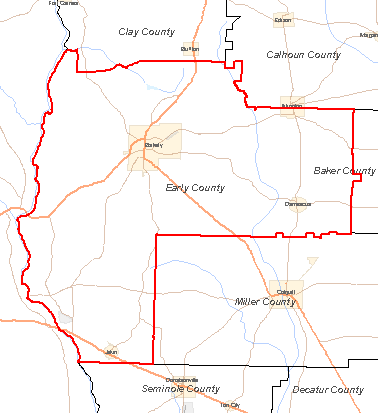 Fort Gaines
Edison
Clay County
Morgan
Bluffton
Calhoun County
Arlington
Blakely
Baker County
Early County
Damascus
Colquitt
Miller County
Jakin
Donalsonville
Seminole County
Decatur County
Iron City